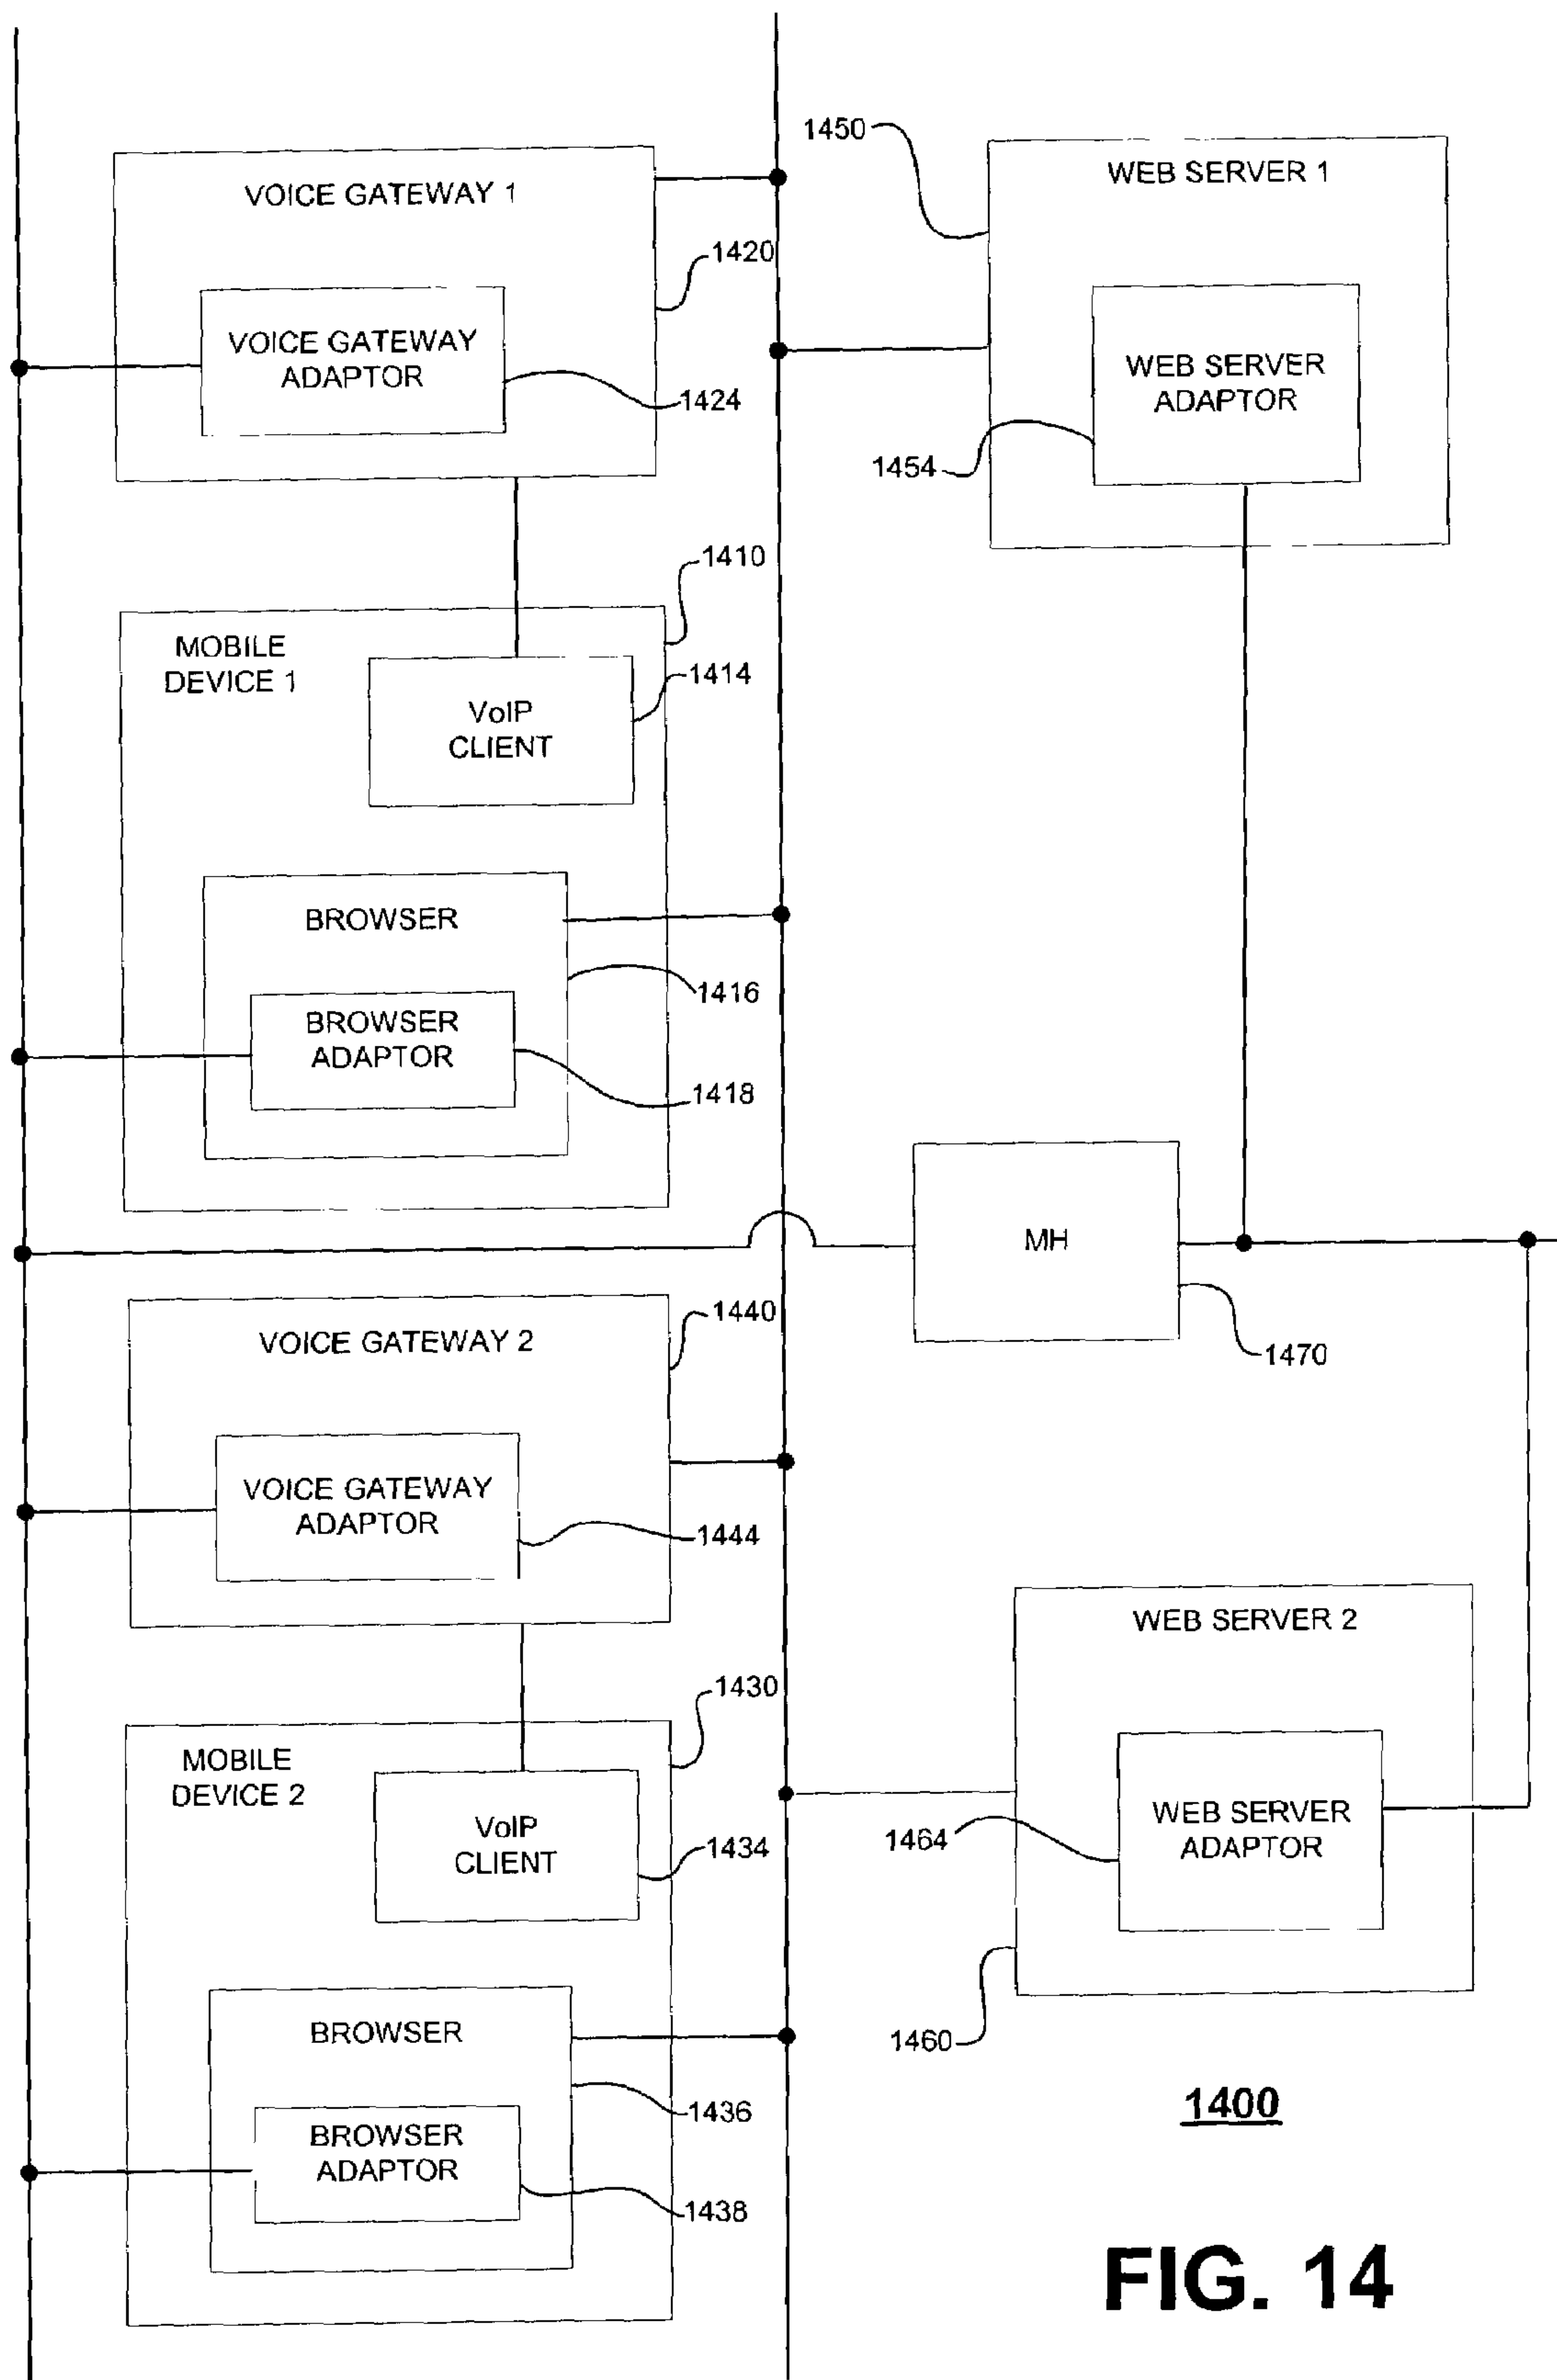 1450
WEB SERVER 1
VOICE GATEWAY 1
1420
VOICE GATEWAY
ADAPTOR
1424
WEB SERVER
ADAPTOR
1454
1410
MOBILE
DEVICE 1
1414
VoIP
CLIENT
BROWSER
1416
BROWSER
ADAPTOR
1418
MH
1470
1440
VOICE GATEWAY 2
VOICE GATEWAY
ADAPTOR
1444
WEB SERVER 2
1430
MOBILE
DEVICE 2
VoIP
CLIENT
1434
WEB SERVER
ADAPTOR
1464
1460
BROWSER
1436
BROWSER
ADAPTOR
1438
1400
FIG. 14